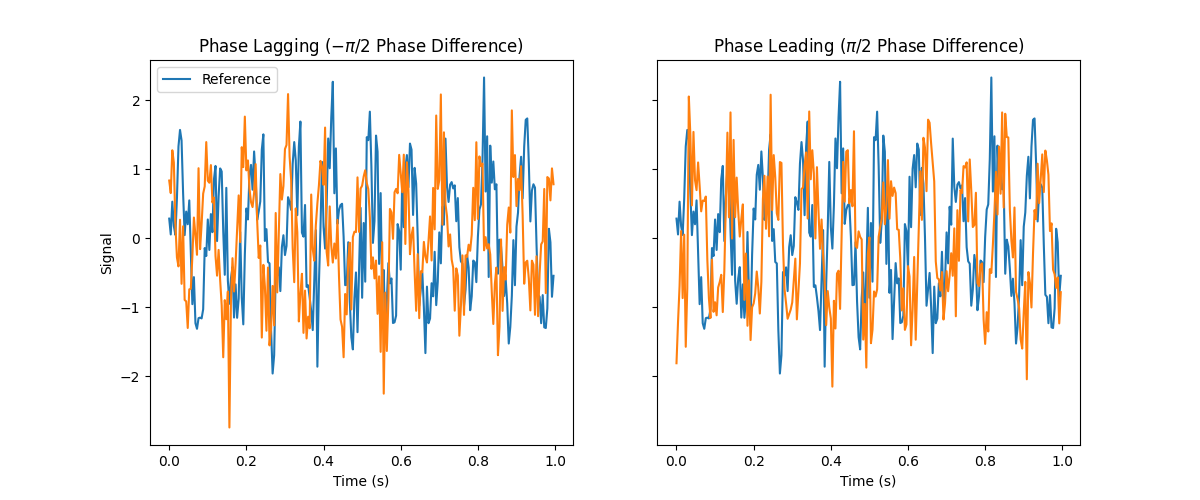 Phase Lagging (−π/2 Phase Difference)
Reference
Signal
2
1
0
−1
−2
0.0 0.2 0.4 0.6 0.8 1.0
Time (s)
Phase Leading (π/2 Phase Difference)
0.0 0.2 0.4 0.6 0.8 1.0
Time (s)